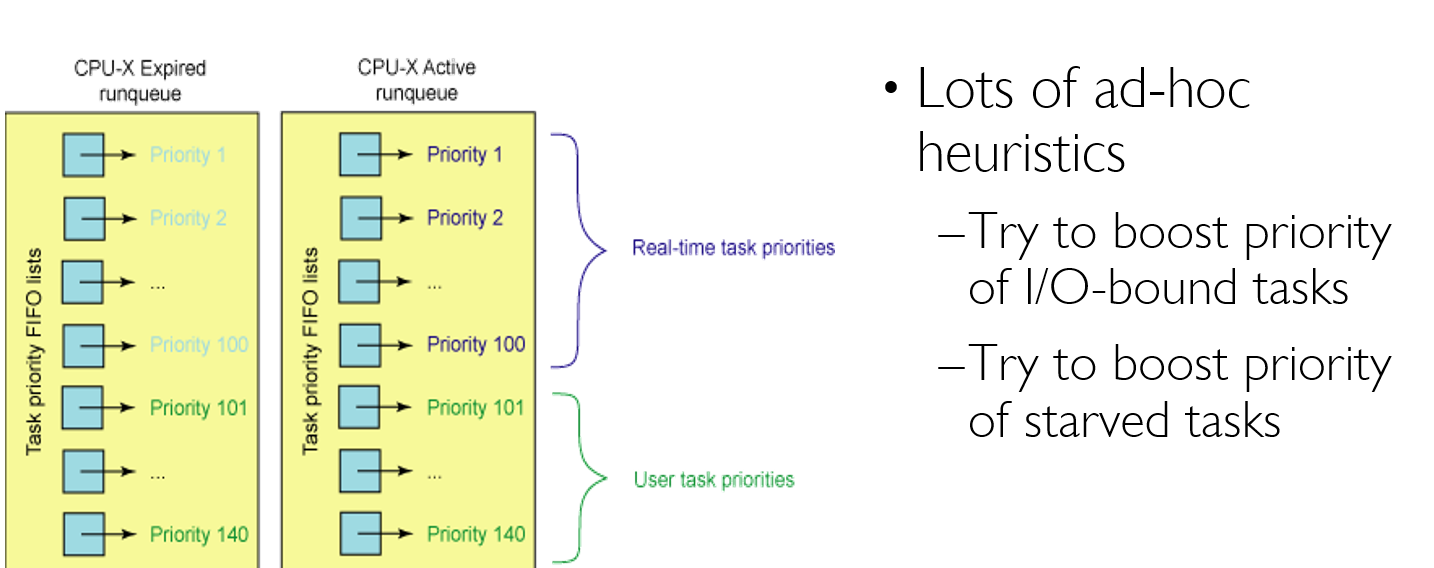 CPU-X Expired
runqueue
Task priority FIFO lists
Priority 1
Priority 2
...
Priority 100
Priority 101
...
Priority 140
CPU-X Active
runqueue
Task priority FIFO lists
Priority 1
Priority 2
...
Priority 100
Priority 101
...
Priority 140
Real-time task priorities
User task priorities
• Lots of ad-hoc
heuristics
–Try to boost priority
of I/O-bound tasks
–Try to boost priority
of starved tasks